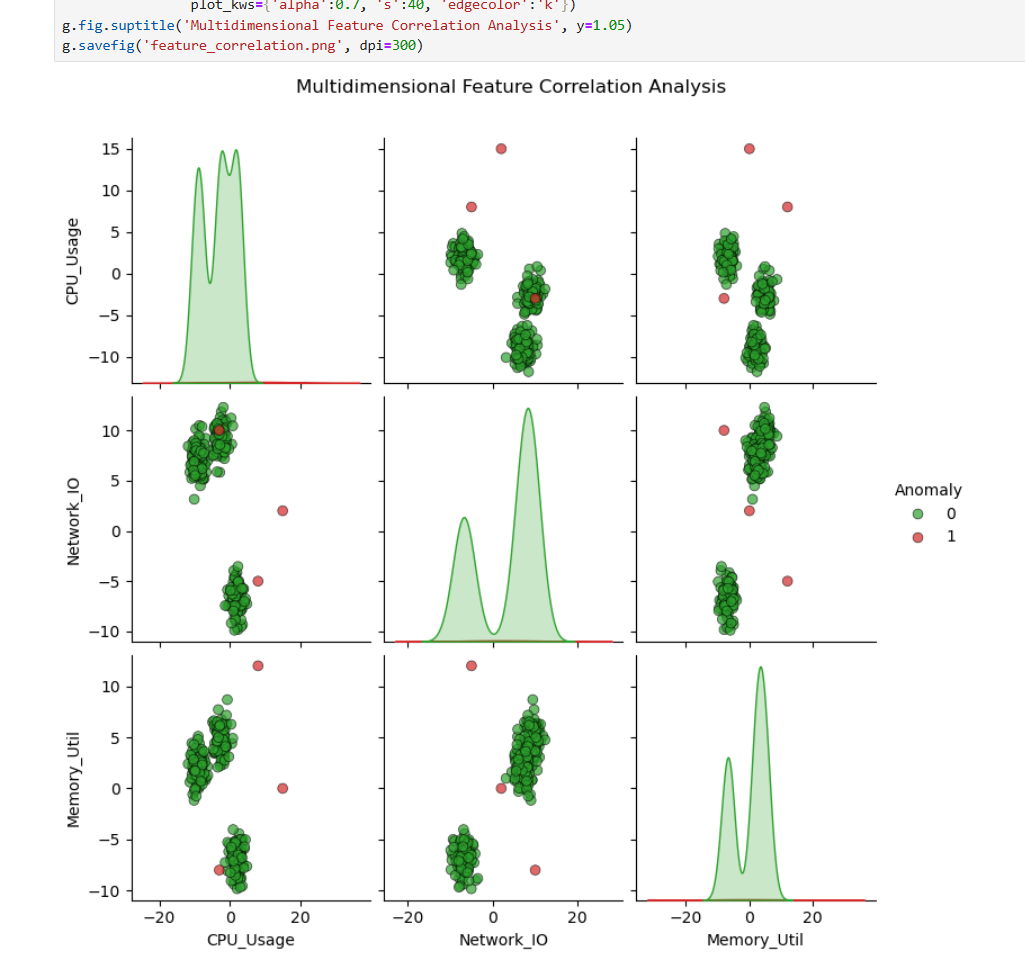 plot_kws={'alpha':0.7, 's':40, 'edgecolor':'k'})
g.fig.suptitle('Multidimensional Feature Correlation Analysis', y=1.05)
g.savefig('feature_correlation.png', dpi=300)
Multidimensional Feature Correlation Analysis
15
10
5
0
−5
−10
CPU_Usage
10
5
0
−5
−10
Network_IO
Anomaly
0
1
10
5
0
−5
−10
Memory_Util
−20 0 20
−20 0 20
−20 0 20
CPU_Usage
Network_IO
Memory_Util